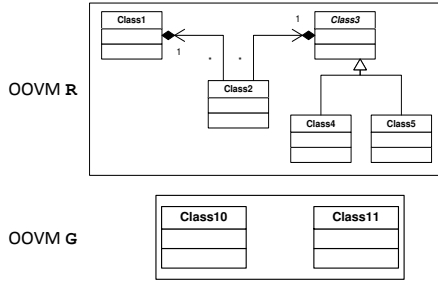 Class1
1
Class3
1
*
*
OOVM R
Class2
Class4
Class5
Class10
Class11
OOVM G